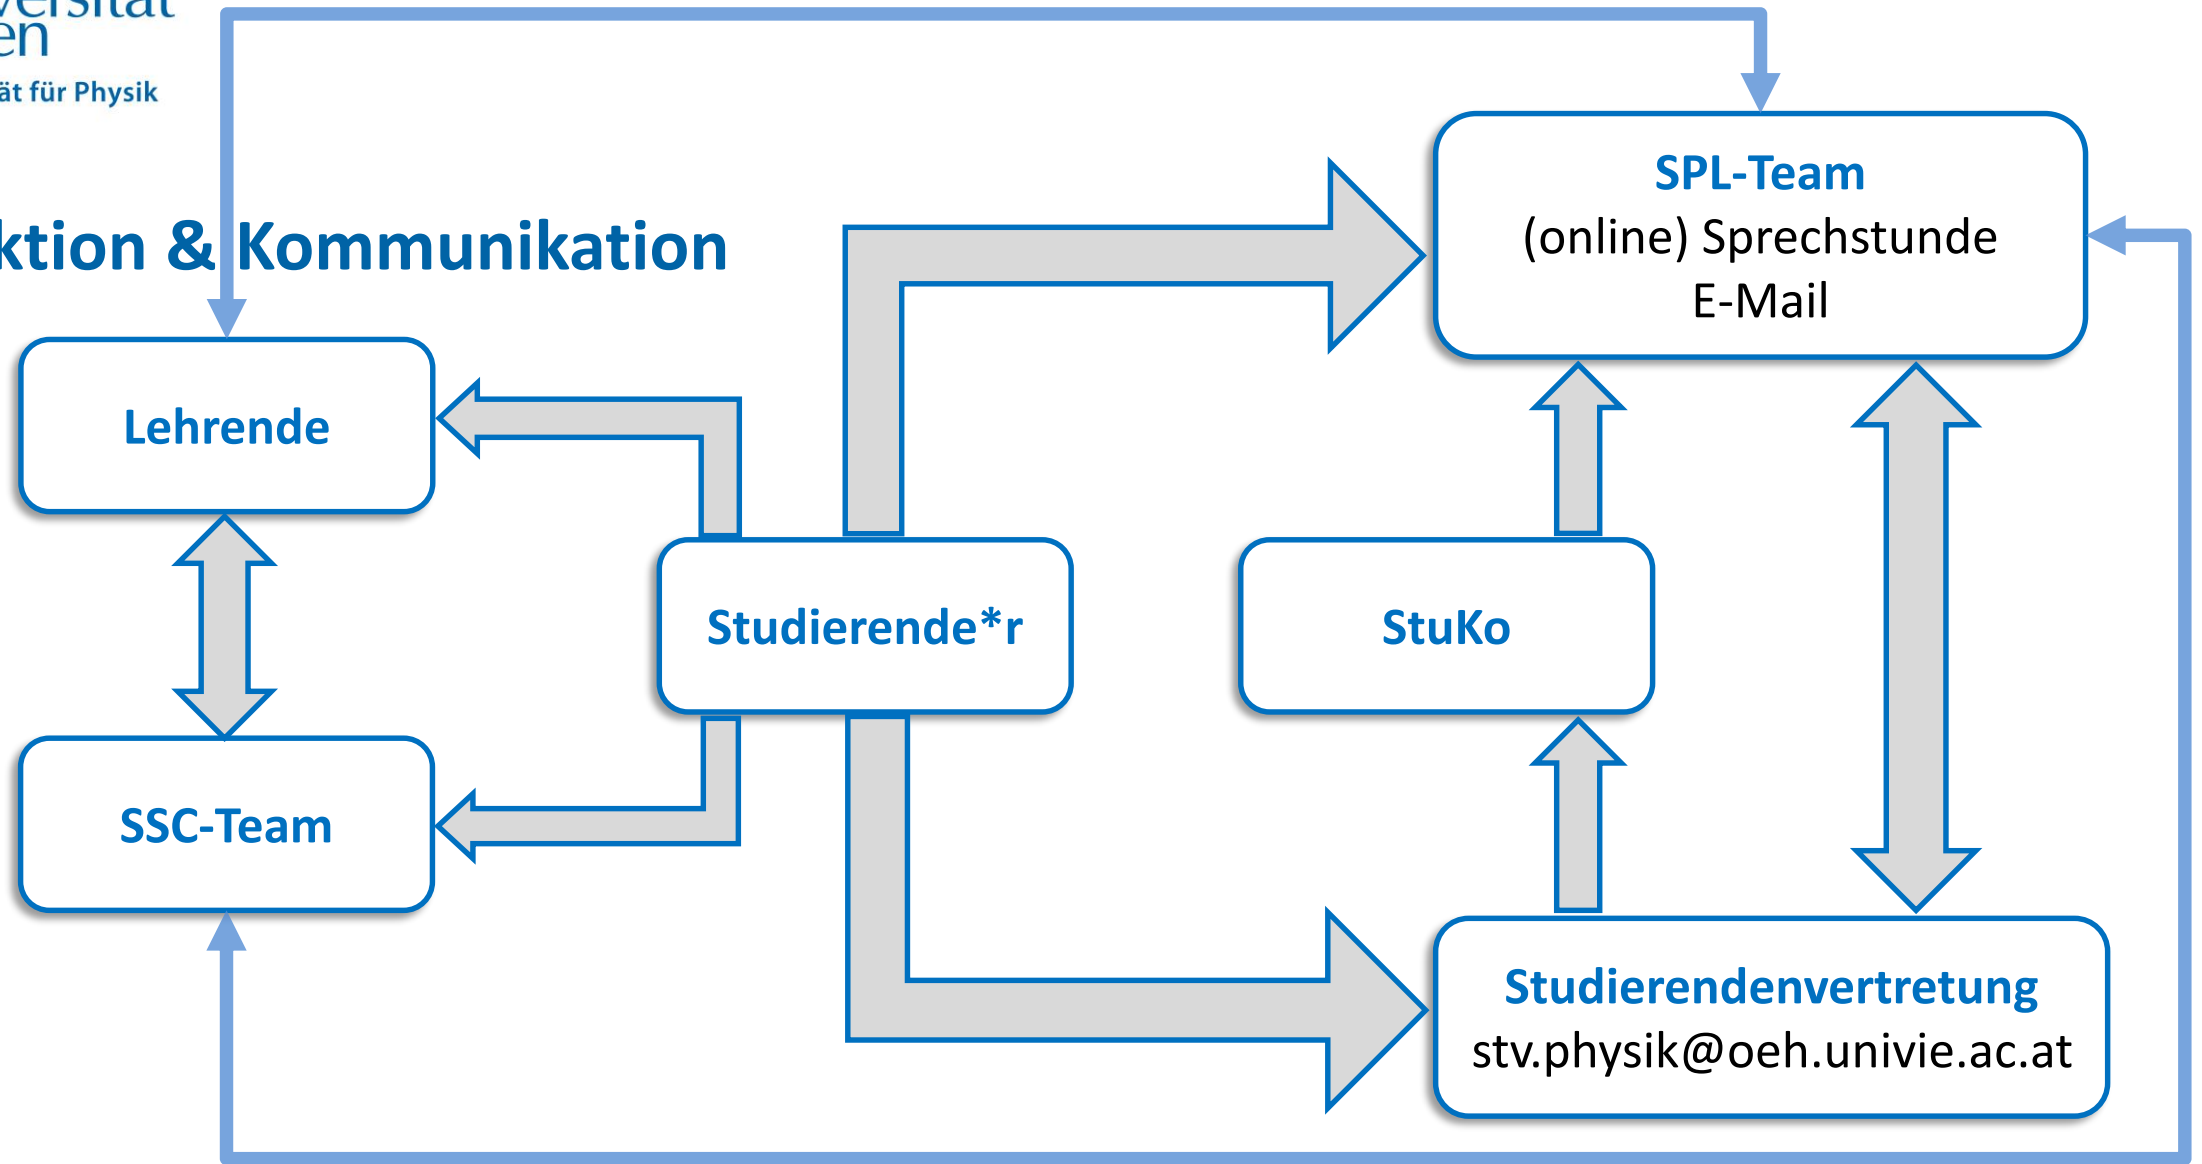 en
ät für Physik
ktion & Kommunikation
SPL-Team
(online) Sprechstunde
E-Mail
Lehrende
Studierende*r
StuKo
SSC-Team
Studierendenvertretung
stv.physik@oeh.univie.ac.at